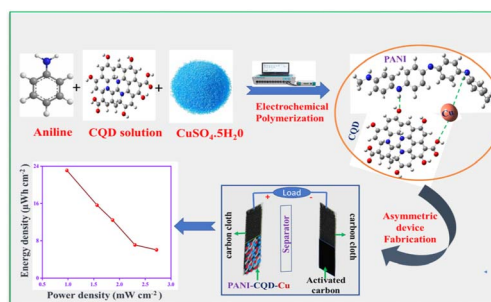 Aniline
CQD solution
CuSO₄.5H₂0
Electrochemical
Polymerization
PANI
CQD
Cu
Asymmetric
device
Fabrication
Load
+
-
carbon cloth
Separator
carbon cloth
PANI-CQD-Cu
Activated
carbon
Energy density (μWh cm⁻²)
24
16
8
0
0.5
1.0
1.5
2.0
2.5
3.0
Power density (mW cm⁻²)